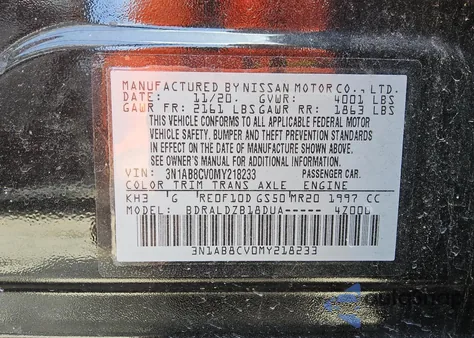 MANUFACTURED BY NISSAN MOTOR CO., LTD.
DATE: 11/20 GVWR: 4001 LBS
GAWR FR: 2161 LBS GAWR RR: 1863 LBS
THIS VEHICLE CONFORMS TO ALL APPLICABLE FEDERAL MOTOR
VEHICLE SAFETY, BUMPER AND THEFT PREVENTION STANDARDS
IN EFFECT ON THE DATE OF MANUFACTURE SHOWN ABOVE.
SEE OWNER'S MANUAL FOR ADDITIONAL INFORMATION
3N1AB8CV0MY218233 PASSENGER CAR.
COLOR TRIM TRANS AXLE ENGINE
KH3 G RE0F10D GS50 MR20 1997 CC
MODEL: BDRALDZB18DUA----- 4Z00L
3N1AB8CV0MY218233